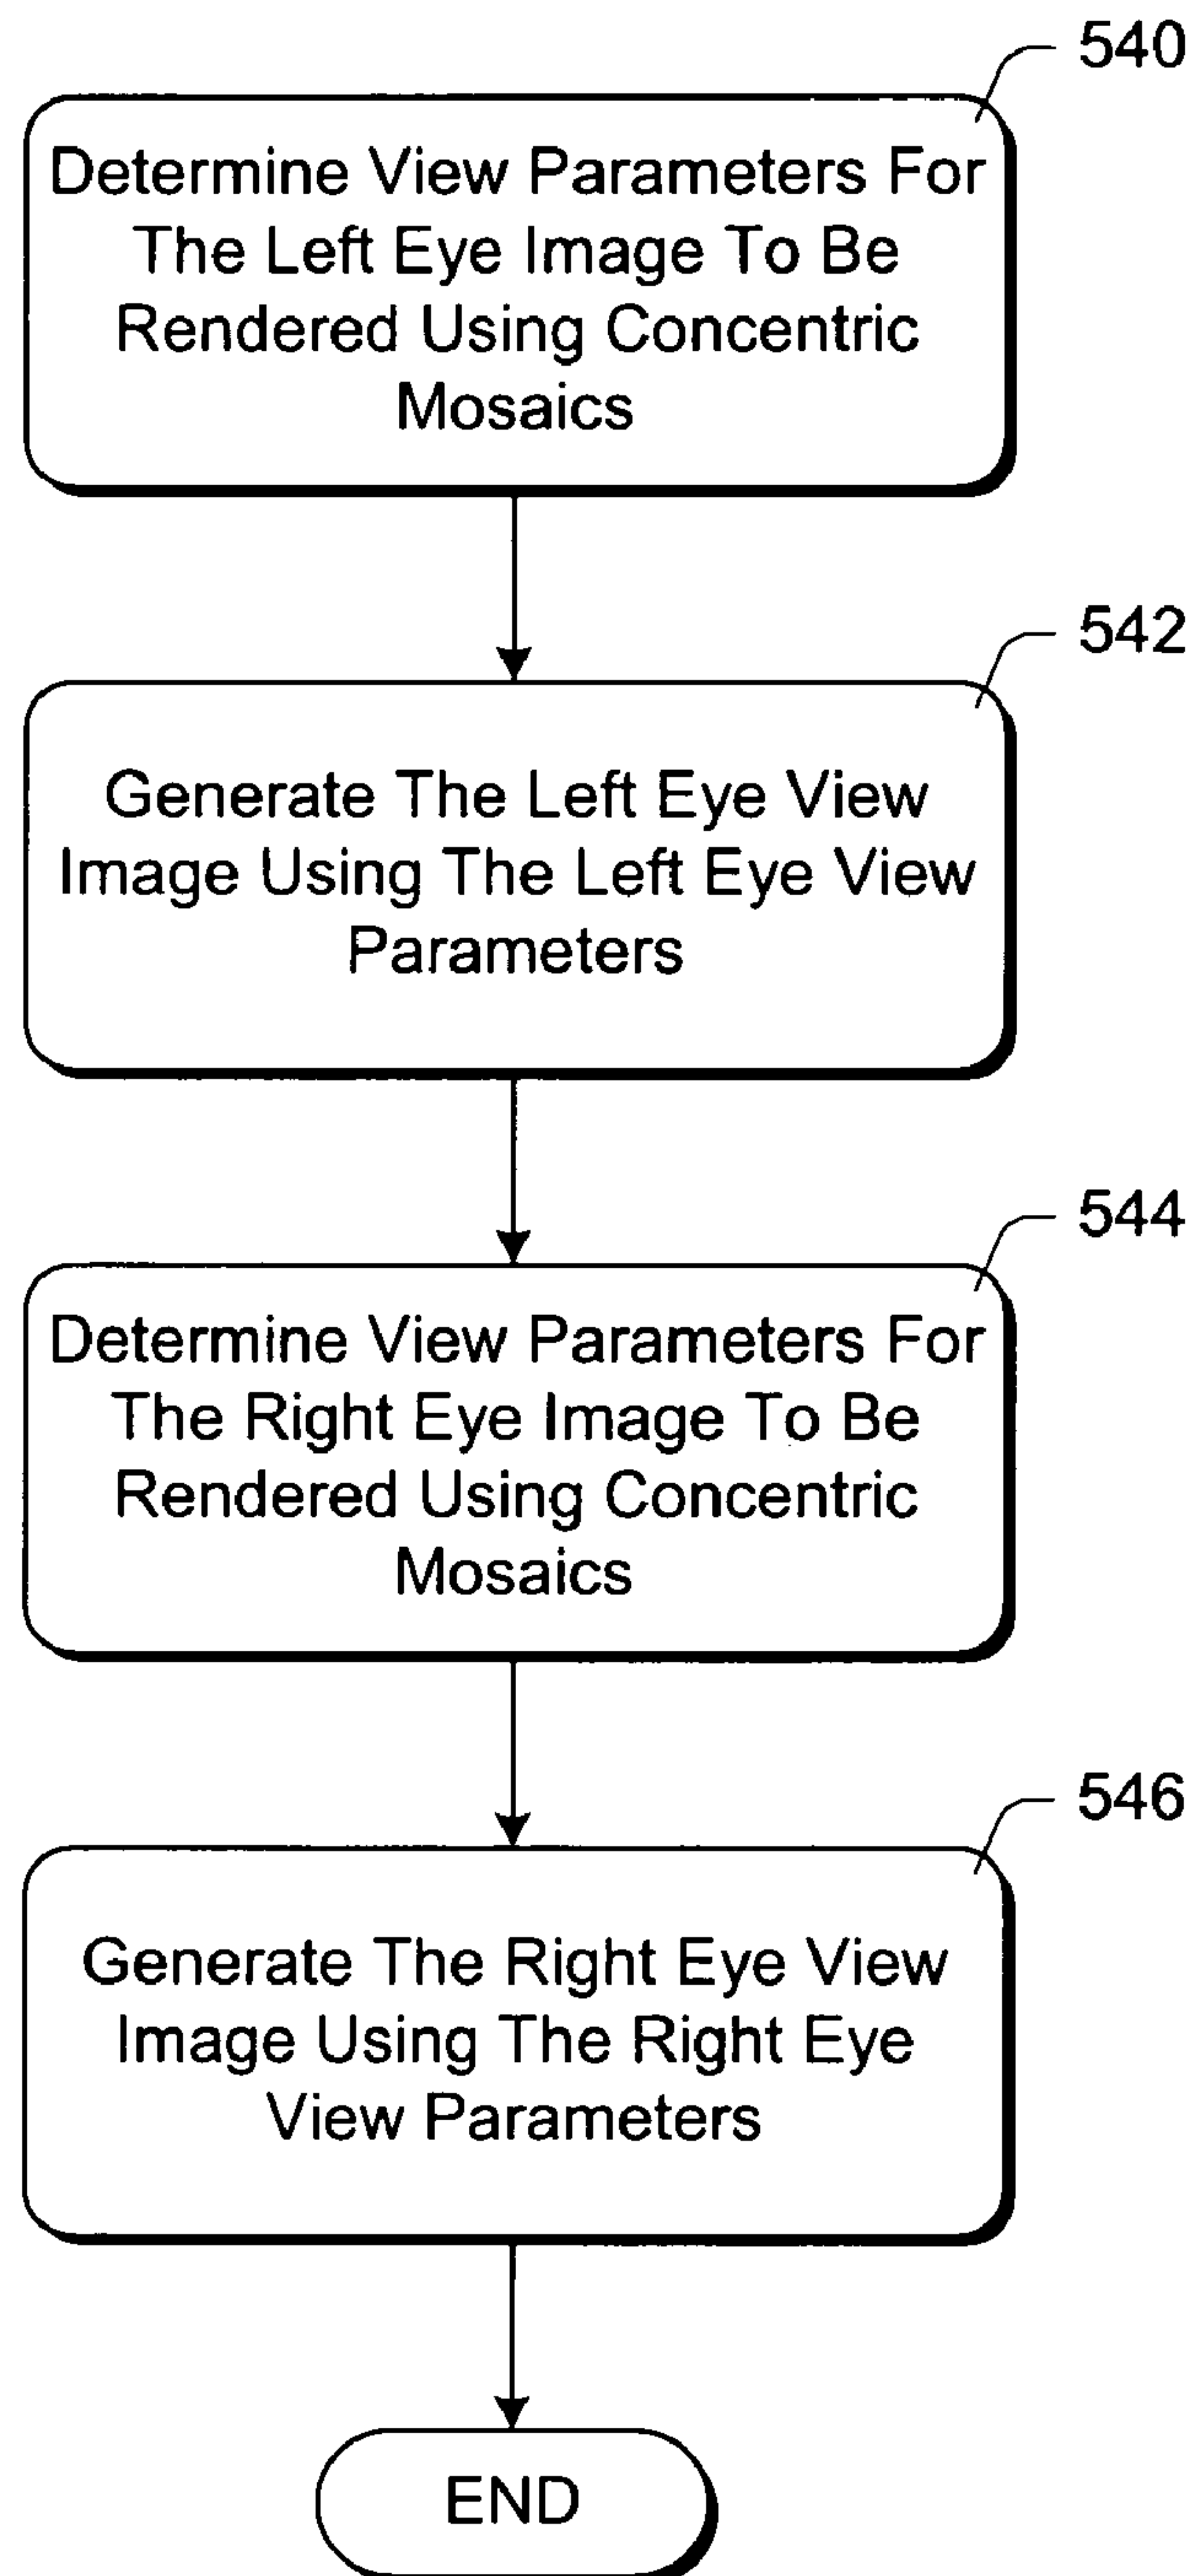 540
Determine View Parameters For
The Left Eye Image To Be
Rendered Using Concentric
Mosaics
542
Generate The Left Eye View
Image Using The Left Eye View
Parameters
544
Determine View Parameters For
The Right Eye Image To Be
Rendered Using Concentric
Mosaics
546
Generate The Right Eye View
Image Using The Right Eye
View Parameters
END